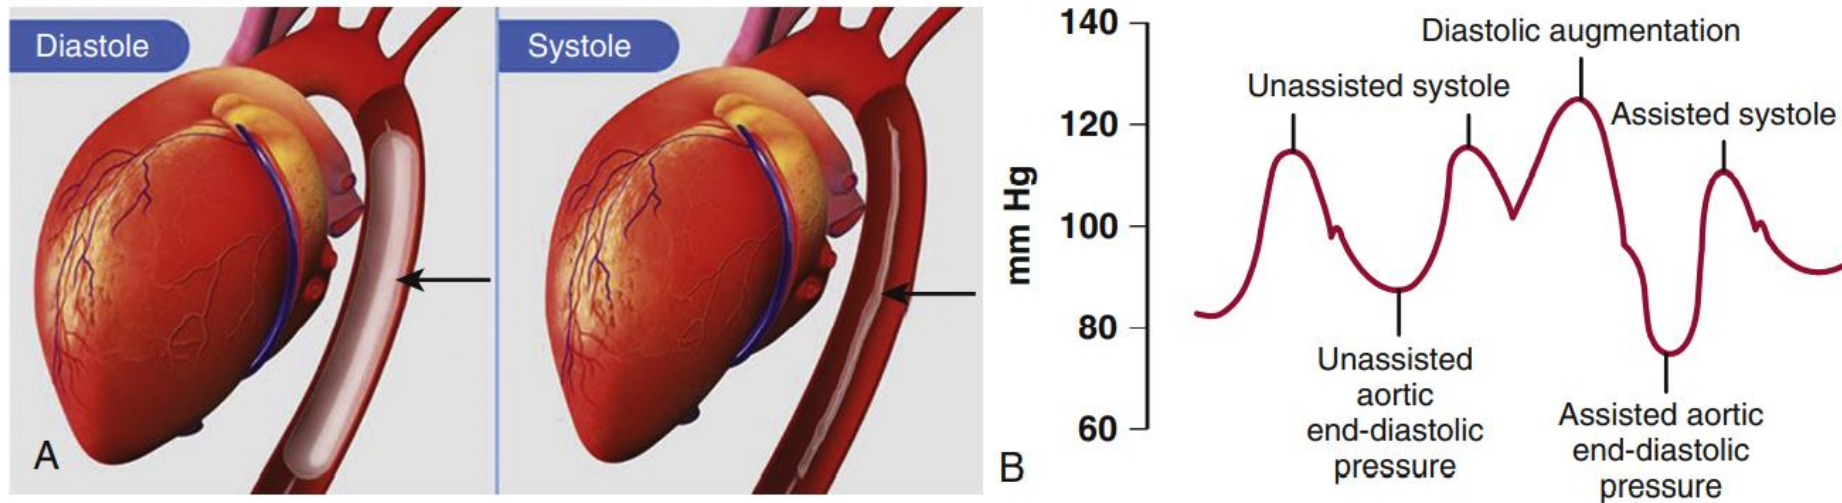 Diastole
Systole
A
B
mm Hg
140
120
100
80
60
Unassisted systole
Diastolic augmentation
Assisted systole
Unassisted
aortic
end-diastolic
pressure
Assisted aortic
end-diastolic
pressure